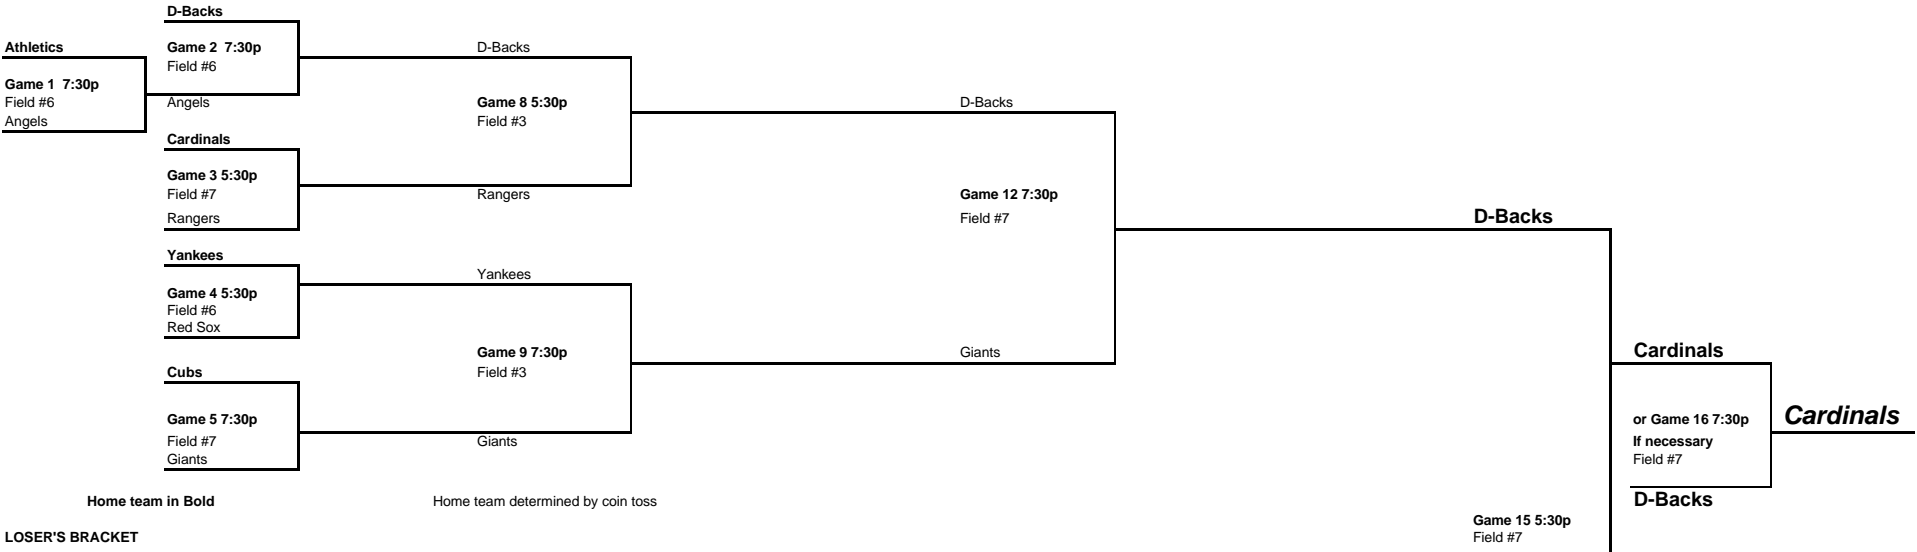 D-Backs
Athletics
Game 2 7:30p
Field #6
D-Backs
Game 1 7:30p
Field #6
Angels
Angels
Game 8 5:30p
Field #3
D-Backs
Cardinals
Game 3 5:30p
Field #7
Rangers
Rangers
Game 12 7:30p
Field #7
D-Backs
Yankees
Yankees
Game 4 5:30p
Field #6
Red Sox
Game 9 7:30p
Field #3
Giants
Cardinals
Cubs
Game 5 7:30p
Field #7
Giants
Giants
or Game 16 7:30p
If necessary
Field #7
Cardinals
Home team in Bold
Home team determined by coin toss
D-Backs
Game 15 5:30p
Field #7
LOSER'S BRACKET